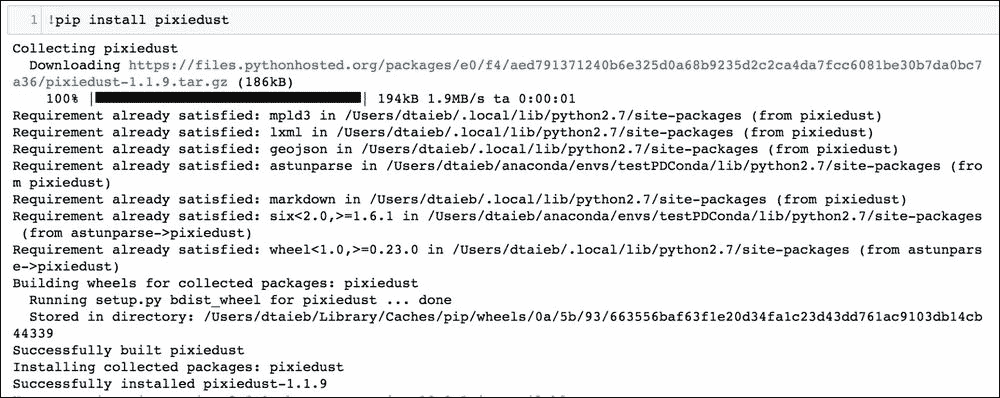 1 !pip install pixiedust
Collecting pixiedust
Downloading https://files.pythonhosted.org/packages/e0/f4/aed791371240b6e325d0a68b9235d2c2ca4da7fcc6081be30b7da0bc7
a36/pixiedust-1.1.9.tar.gz (186kB)
100% || 194kB 1.9MB/s ta 0:00:01
Requirement already satisfied: mpld3 in /Users/dtaieb/.local/lib/python2.7/site-packages (from pixiedust)
Requirement already satisfied: lxml in /Users/dtaieb/.local/lib/python2.7/site-packages (from pixiedust)
Requirement already satisfied: geojson in /Users/dtaieb/.local/lib/python2.7/site-packages (from pixiedust)
Requirement already satisfied: astunparse in /Users/dtaieb/anaconda/envs/testPDConda/lib/python2.7/site-packages (fro
m pixiedust)
Requirement already satisfied: markdown in /Users/dtaieb/.local/lib/python2.7/site-packages (from pixiedust)
Requirement already satisfied: six<2.0,>=1.6.1 in /Users/dtaieb/anaconda/envs/testPDConda/lib/python2.7/site-packages
(from astunparse->pixiedust)
Requirement already satisfied: wheel<1.0,>=0.23.0 in /Users/dtaieb/.local/lib/python2.7/site-packages (from astunpars
e->pixiedust)
Building wheels for collected packages: pixiedust
Running setup.py bdist_wheel for pixiedust ... done
Stored in directory: /Users/dtaieb/Library/Caches/pip/wheels/0a/5b/93/663556baf63f1e20d34fa1c23d43dd761ac9103db14cb
44339
Successfully built pixiedust
Installing collected packages: pixiedust
Successfully installed pixiedust-1.1.9